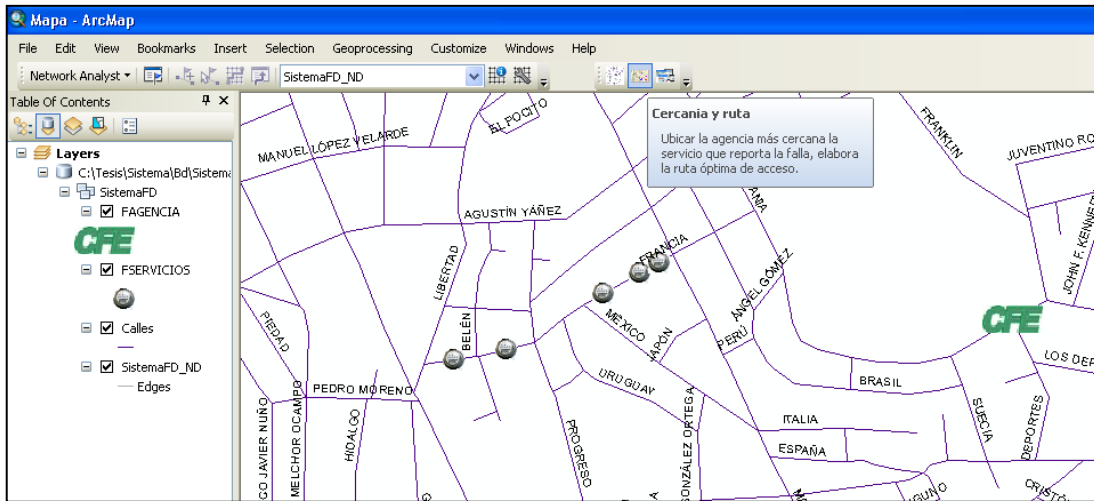 Mapa - ArcMap
File Edit View Bookmarks Insert Selection Geoprocessing Customize Windows Help
Network Analyst SistemaFD_ND
Table Of Contents
Layers
C:\Tesis\Sistema\Bd\Sistema
SistemaFD
FAGENCIA
CFE
FSERVICIOS
Calles
SistemaFD_ND
Edges
Cercania y ruta
Ubicar la agencia más cercana la
servicio que reporta la falla, elabora
la ruta óptima de acceso.
EL POCITO
MANUEL LÓPEZ VELARDE
FRANKLIN
JUVENTINO RO
AGUSTÍN YÁÑEZ
ANIA
FRANCIA
JOHN F. KENNE
LIBERTAD
ÁNGEL GÓMEZ
CFE
PIEDAD
BELÉN
MÉXICO
JAPÓN
PERÚ
LOS DEP
URUGUAY
BRASIL
PEDRO MORENO
SUECIA
DEPORTES
ITALIA
ESPAÑA
GO JAVIER NUÑO
MELCHOR OCAMPO
HIDALGO
PROGRESO
GONZÁLEZ ORTEGA
CRISTÓ